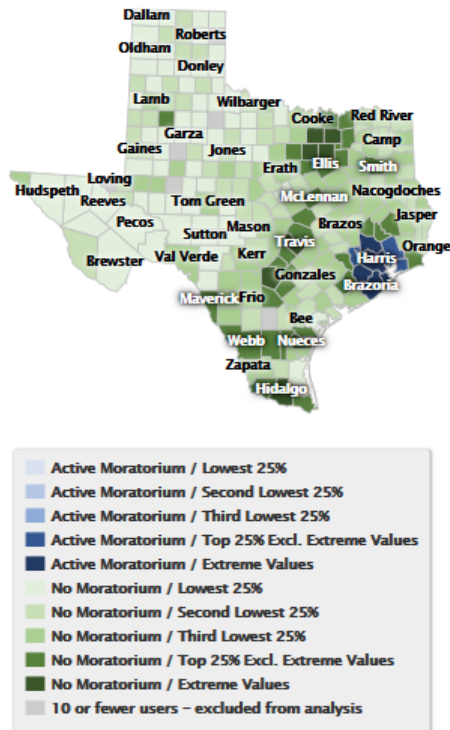 Dallam
Roberts
Oldham
Donley
Lamb
Wilbarger
Cooke
Red River
Garza
Camp
Gaines
Jones
Erath
Ellis
Smith
Loving
McLennan
Nacogdoches
Hudspeth
Reeves
Tom Green
Jasper
Pecos
Mason
Brazos
Sutton
Travis
Orange
Brewster
Val Verde
Kerr
Harris
Gonzales
Brazoria
Maverick
Frio
Bee
Webb
Nueces
Zapata
Hidalgo
Active Moratorium / Lowest 25%
Active Moratorium / Second Lowest 25%
Active Moratorium / Third Lowest 25%
Active Moratorium / Top 25% Excl. Extreme Values
Active Moratorium / Extreme Values
No Moratorium / Lowest 25%
No Moratorium / Second Lowest 25%
No Moratorium / Third Lowest 25%
No Moratorium / Top 25% Excl. Extreme Values
No Moratorium / Extreme Values
10 or fewer users – excluded from analysis